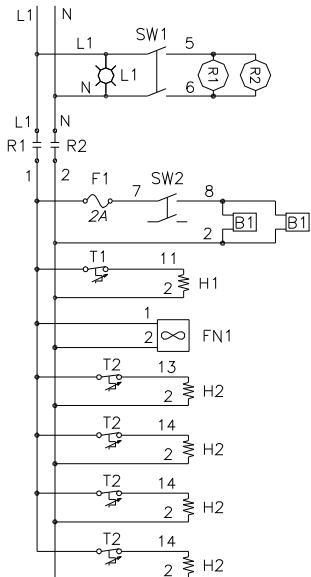 L1 N
SW1
L1 5
L1 R1 R2
N 6
L1 N
R1 R2
1 2
F1 7 SW2 8
2A
B1 B1
2
T1 11
2 H1
1
2 FN1
T2 13
2 H2
T2 14
2 H2
T2 14
2 H2
T2 14
2 H2